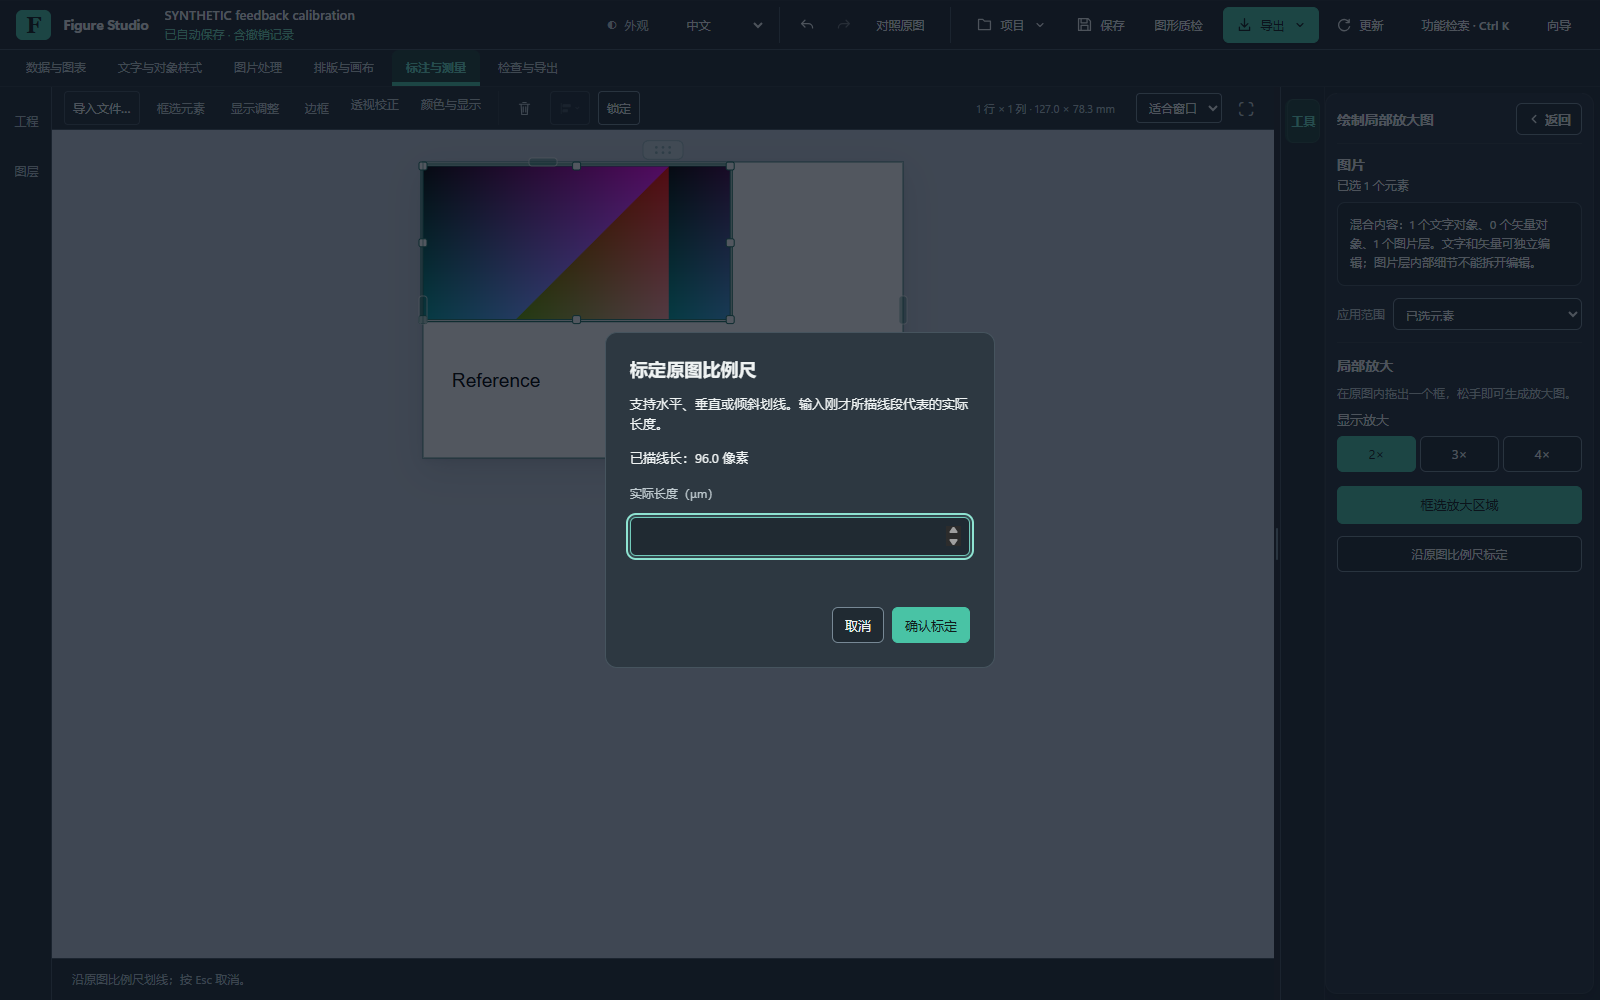 F
Figure Studio
SYNTHETIC feedback calibration
已自动保存 · 含撤销记录
外观
中文
对照原图
项目
保存
图形质检
导出
更新
功能检索 · Ctrl K
向导
数据与图表
文字与对象样式
图片处理
排版与画布
标注与测量
检查与导出
工程
图层
导入文件...
框选元素
显示调整
边框
透视校正
颜色与显示
锁定
1 行 × 1 列 · 127.0 × 78.3 mm
适合窗口
工具
绘制局部放大图
返回
图片
已选 1 个元素
混合内容：1 个文字对象、0 个矢量对
象、1 个图片层。文字和矢量可独立编
辑；图片层内部细节不能拆开编辑。
应用范围
已选元素
局部放大
在原图内拖出一个框，松手即可生成放大图。
显示放大
2×
3×
4×
框选放大区域
沿原图比例尺标定
Reference
标定原图比例尺
支持水平、垂直或倾斜划线。输入刚才所描线段代表的实际
长度。
已描线长：96.0 像素
实际长度（μm）
取消
确认标定
沿原图比例尺划线；按 Esc 取消。